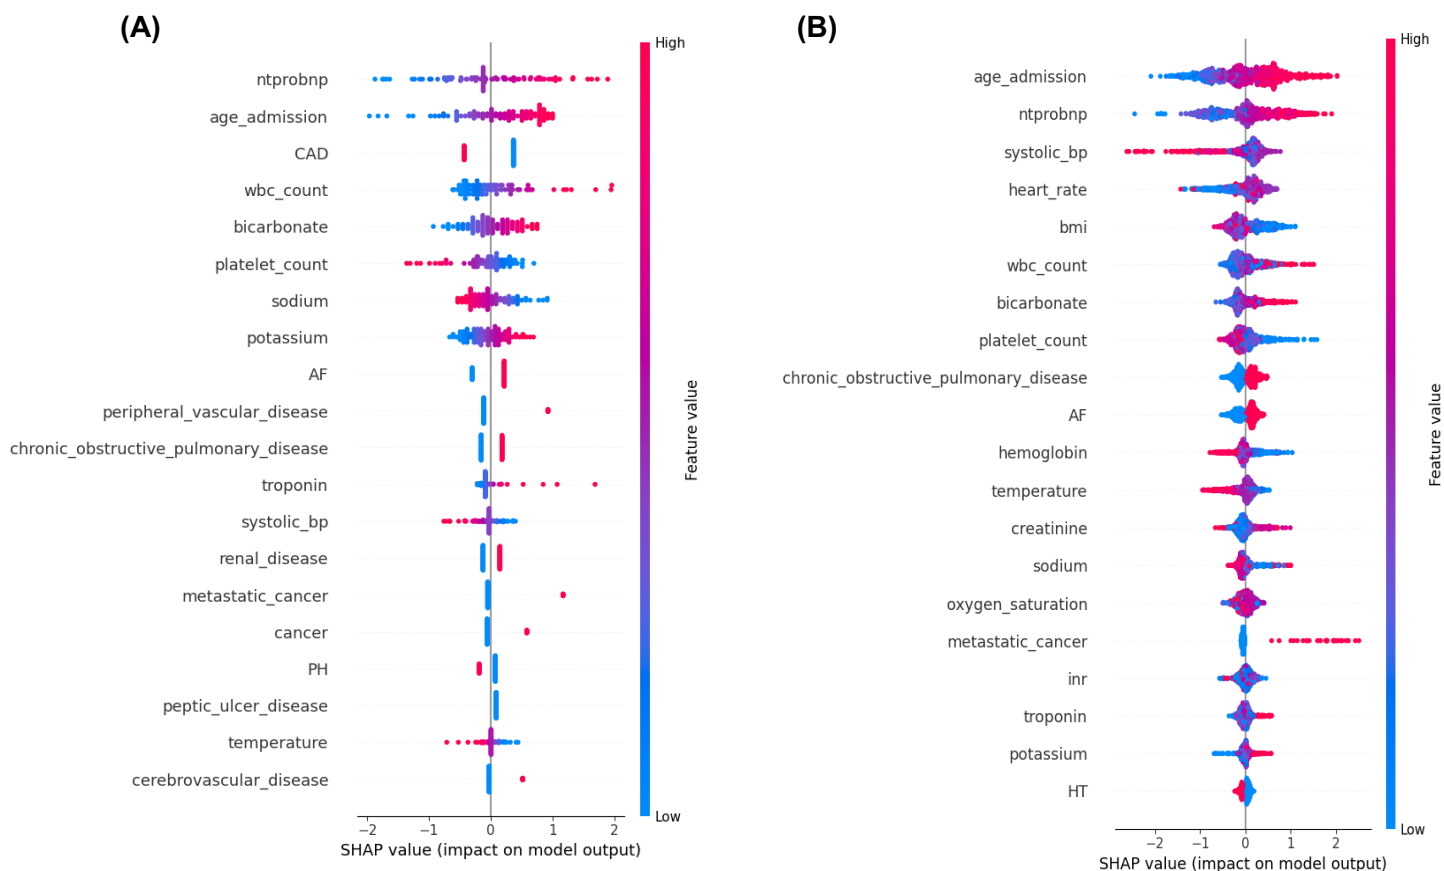 (A)
High
ntprobnp
age_admission
CAD
wbc_count
bicarbonate
platelet_count
sodium
potassium
AF
peripheral_vascular_disease
chronic_obstructive_pulmonary_disease
troponin
systolic_bp
renal_disease
metastatic_cancer
cancer
PH
peptic_ulcer_disease
temperature
cerebrovascular_disease
Feature value
Low
−2 −1 0 1 2
SHAP value (impact on model output)
(B)
High
age_admission
ntprobnp
systolic_bp
heart_rate
bmi
wbc_count
bicarbonate
platelet_count
chronic_obstructive_pulmonary_disease
AF
hemoglobin
temperature
creatinine
sodium
oxygen_saturation
metastatic_cancer
inr
troponin
potassium
HT
Feature value
Low
−2 −1 0 1 2
SHAP value (impact on model output)